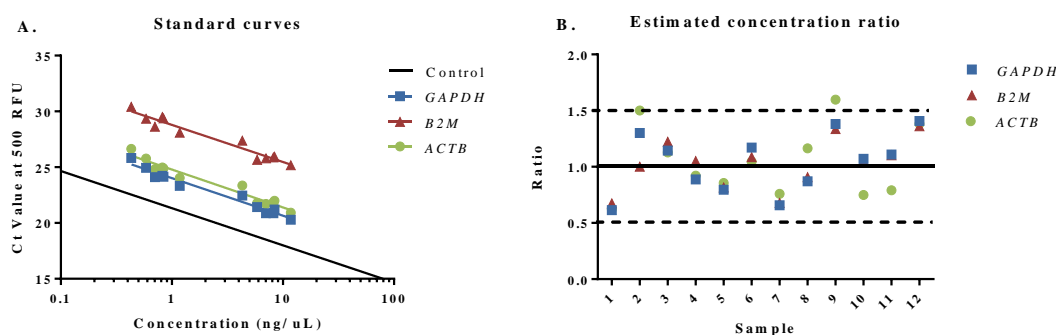 A.
Standard curves
Ct Value at 500 RFU
35
30
25
20
15
0.1
1
10
100
Concentration (ng/uL)
Control
GAPDH
B2M
ACTB
B.
Estimated concentration ratio
Ratio
2.0
1.5
1.0
0.5
0.0
1
2
3
4
5
6
7
8
9
10
11
12
Sample
GAPDH
B2M
ACTB